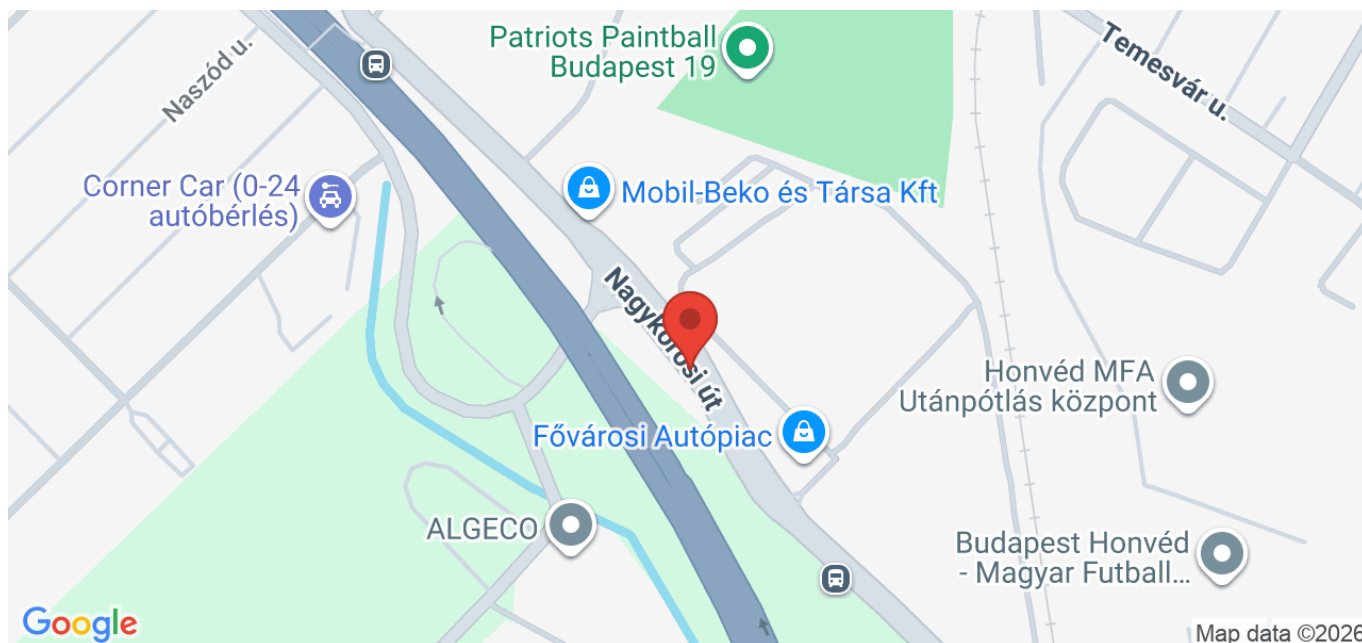 Patriots Paintball
Budapest 19
Naszód u.
Temesvár u.
Corner Car (0-24
autóbérlés)
Mobil-Beko és Társa Kft
Nagykőrösi út
Honvéd MFA
Utánpótlás központ
Fővárosi Autópiac
ALGECO
Budapest Honvéd
- Magyar Futball...
Google
Map data ©2026